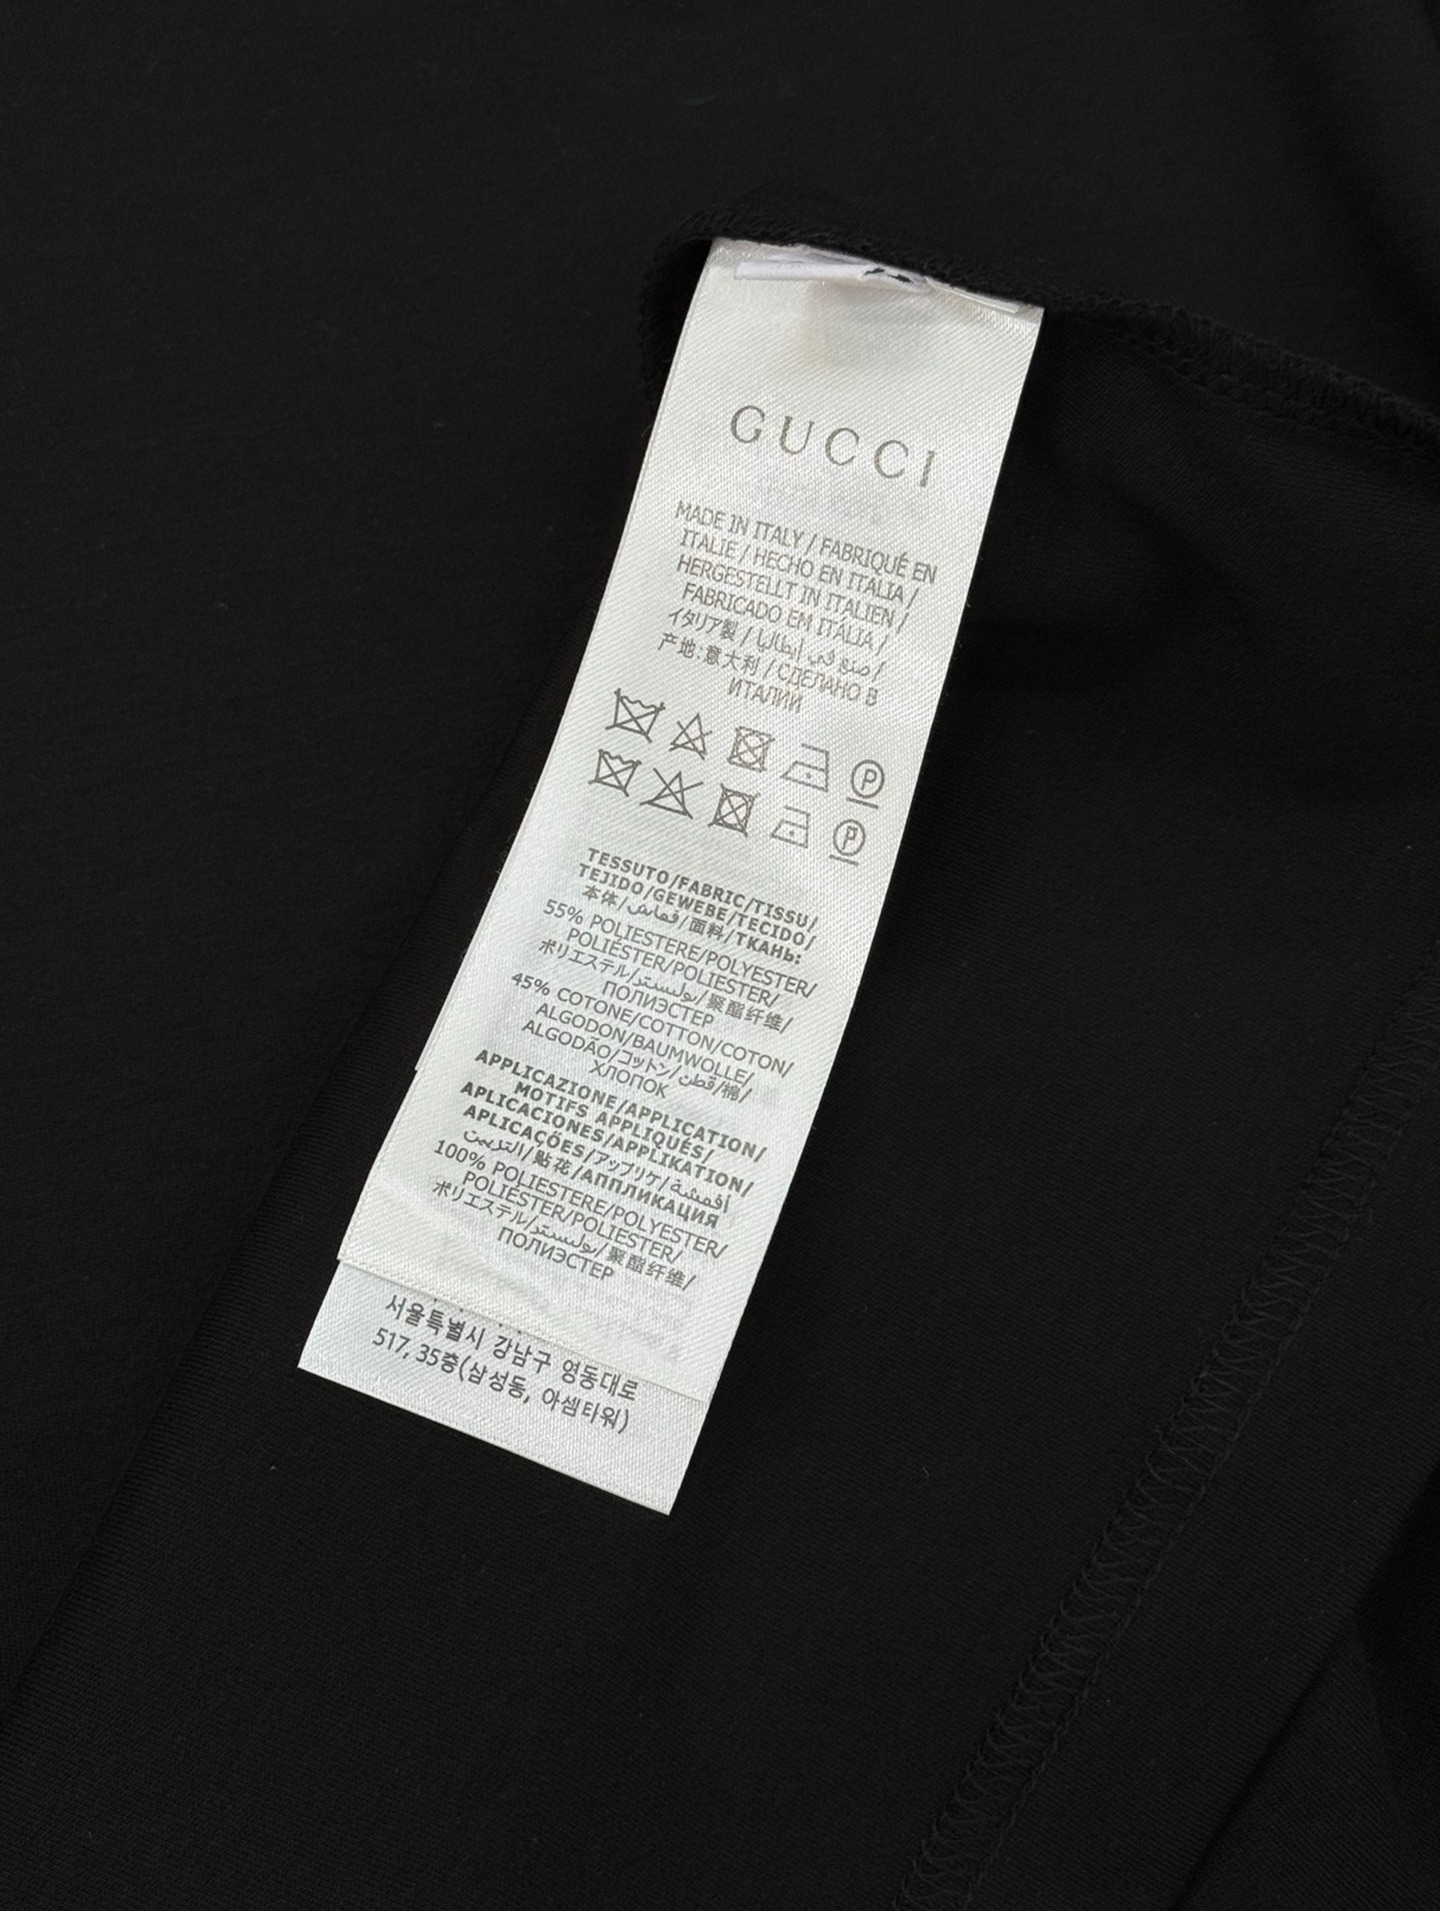 GUCCI
MADE IN ITALY / FABRIQUÉ EN
ITALIE / HECHO EN ITALIA /
HERGESTELLT IN ITALIEN /
FABRICADO EM ITALIA /
イタリア製 / صنع في إيطاليا /
产地:意大利 / СДЕЛАНО В
ИТАЛИИ
P
P
TESSUTO/FABRIC/TISSU/
TEJIDO/GEWEBE/TECIDO/
本体/قماش/面料/ТКАНЬ:
55% POLIESTERE/POLYESTER/
POLIÉSTER/POLIESTER/
ポリエステル/بوليستر/聚酯纤维/
ПОЛИЭСТЕР
45% COTONE/COTTON/COTON/
ALGODON/BAUMWOLLE/
ALGODÃO/コットン/قطن/棉/
ХЛОПОК
APPLICAZIONE/APPLICATION/
MOTIFS APPLIQUÉS/
APLICACIONES/APPLIKATION/
APLICAÇÕES/アップリケ/أقمشة
التزيين/贴花/АППЛИКАЦИЯ
100% POLIESTERE/POLYESTER/
POLIÉSTER/POLIESTER/
ポリエステル/بوليستر/聚酯纤维/
ПОЛИЭСТЕР
서울특별시 강남구 영동대로
517, 35층(삼성동, 아셈타워)